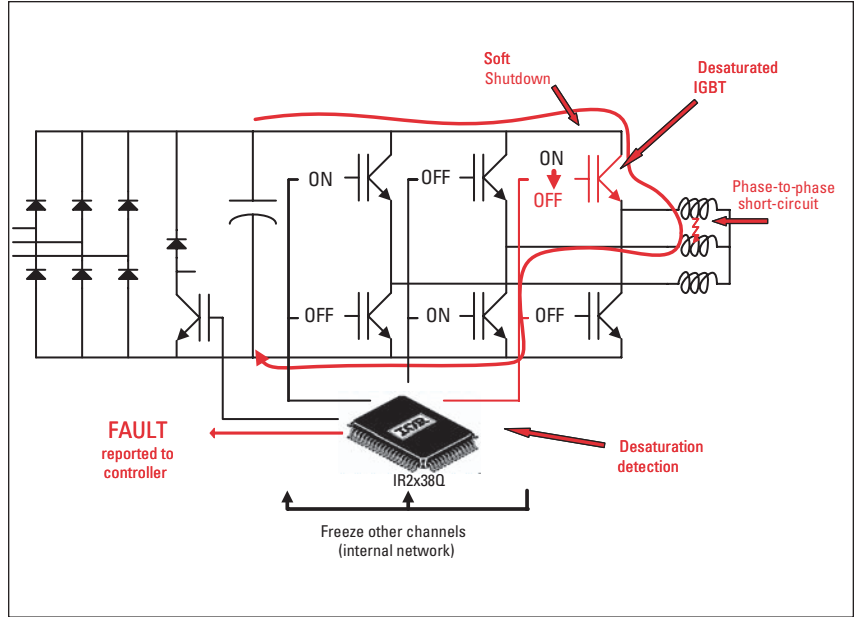 Soft
Shutdown
Desaturated
IGBT
ON
OFF
ON
OFF
Phase-to-phase
short-circuit
OFF
ON
OFF
FAULT
reported to
controller
IOR
IR2x38Q
Desaturation
detection
Freeze other channels
(internal network)